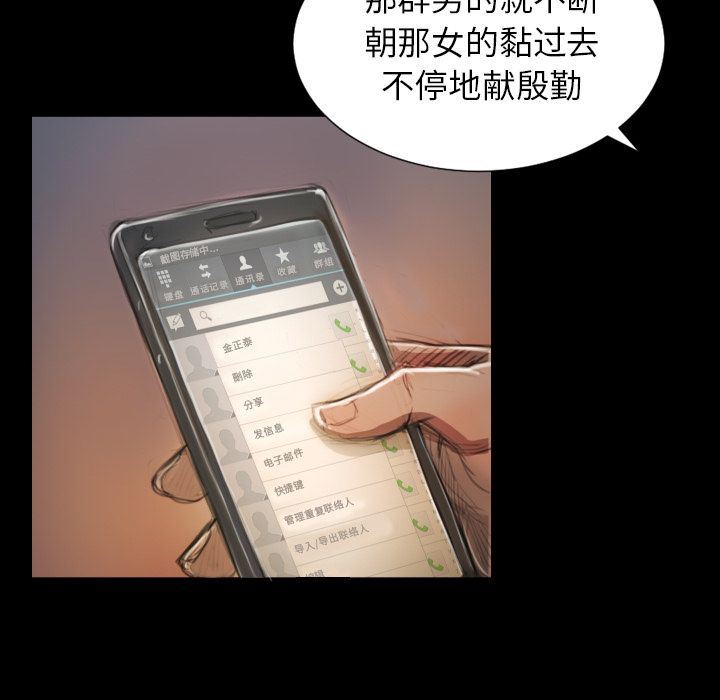 那群男的就不断
朝那女的黏过去
不停地献殷勤
截图存储中...
键盘 通话记录 通讯录 收藏 群组
金正泰
删除
分享
发信息
电子邮件
快捷键
管理重复联络人
导入/导出联络人
编辑